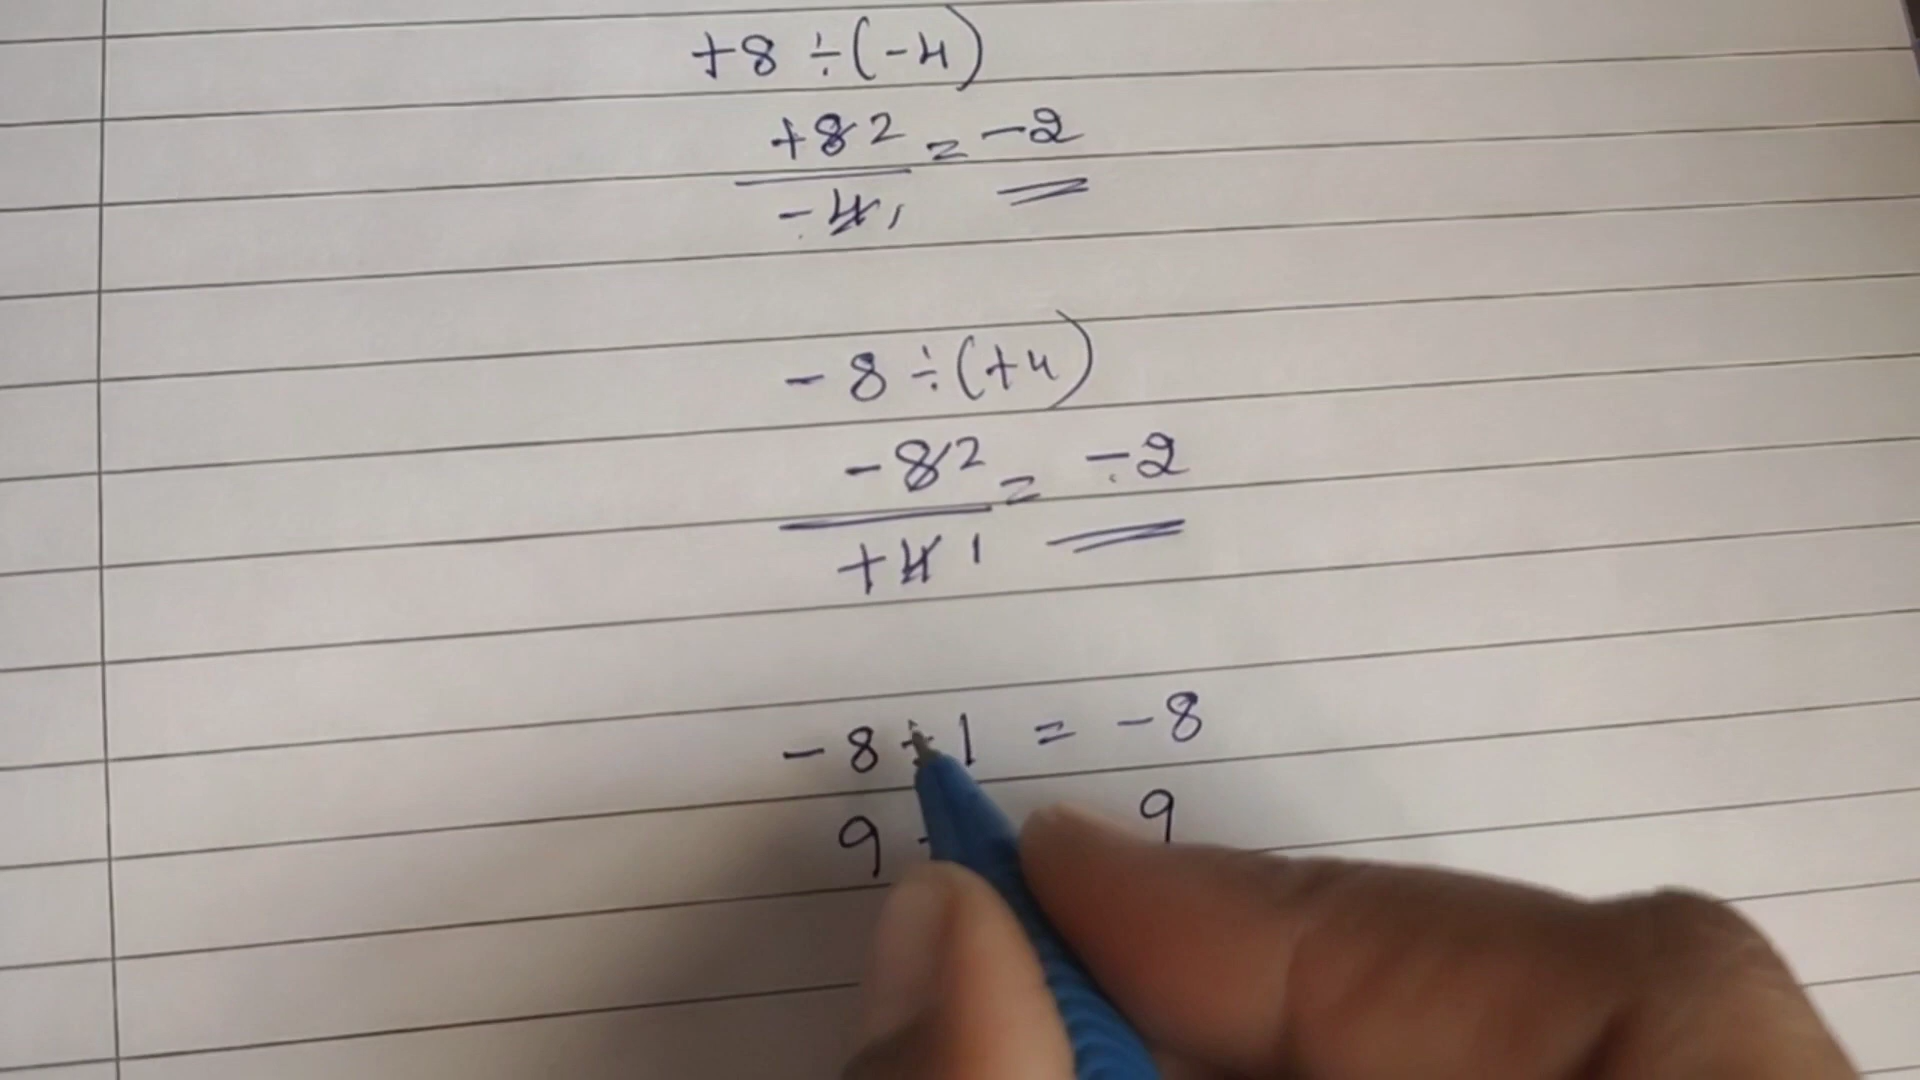 +8 ÷ (-4)
+8 2 = -2
-4 1
-8 ÷ (+4)
-8 2 = -2
+4 1
-8 ÷ 1 = -8
9 9